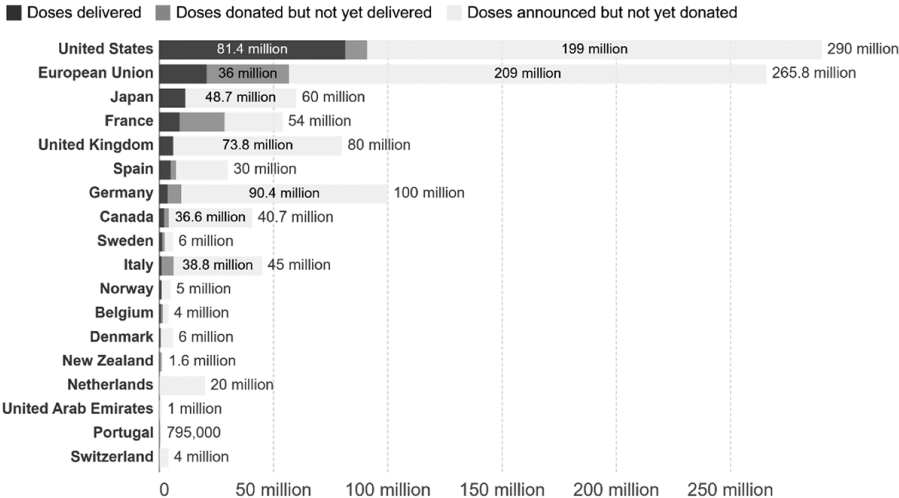 Doses delivered Doses donated but not yet delivered Doses announced but not yet donated
United States 81.4 million 199 million 290 million
European Union 36 million 209 million 265.8 million
Japan 48.7 million 60 million
France 54 million
United Kingdom 73.8 million 80 million
Spain 30 million
Germany 90.4 million 100 million
Canada 36.6 million 40.7 million
Sweden 6 million
Italy 38.8 million 45 million
Norway 5 million
Belgium 4 million
Denmark 6 million
New Zealand 1.6 million
Netherlands 20 million
United Arab Emirates 1 million
Portugal 795,000
Switzerland 4 million
0 50 million 100 million 150 million 200 million 250 million